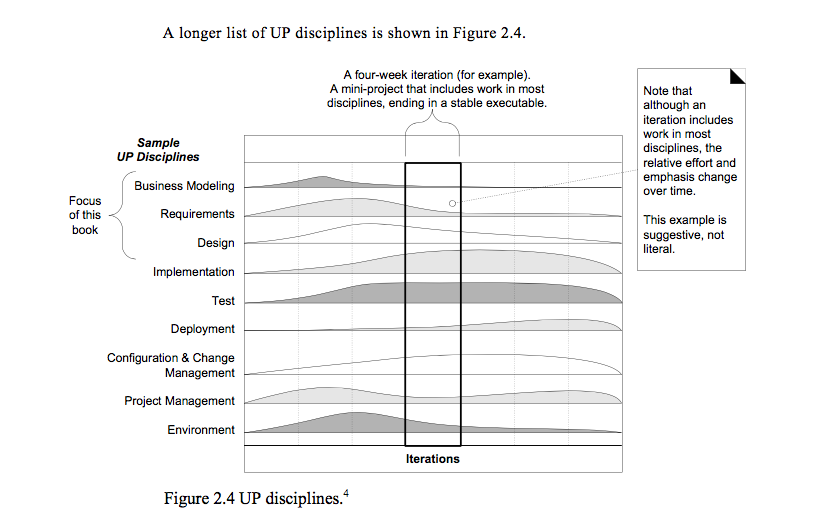 A longer list of UP disciplines is shown in Figure 2.4.
A four-week iteration (for example).
A mini-project that includes work in most
disciplines, ending in a stable executable.
Note that
although an
iteration includes
work in most
disciplines, the
relative effort and
emphasis change
over time.
This example is
suggestive, not
literal.
Sample
UP Disciplines
Focus
of this
book
Business Modeling
Requirements
Design
Implementation
Test
Deployment
Configuration & Change
Management
Project Management
Environment
Iterations
Figure 2.4 UP disciplines.4